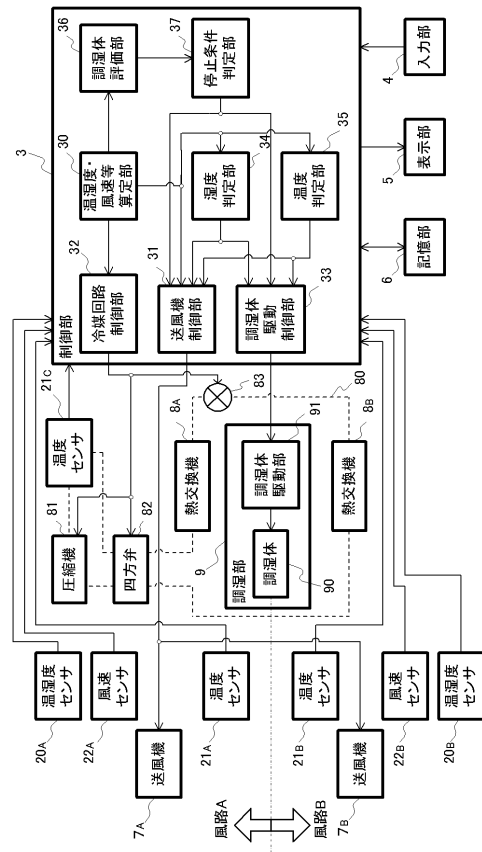 3
制御部
36
調湿体
評価部
37
停止条件
判定部
30
温湿度・
風速等
算定部
34
湿度
判定部
35
温度
判定部
32
冷媒回路
制御部
31
送風機
制御部
33
調湿体
駆動
制御部
4
入力部
5
表示部
6
記憶部
21C
温度
センサ
83
80
81
圧縮機
82
四方弁
8A
熱交換機
8B
熱交換機
9
調湿部
91
調湿体
駆動部
90
調湿体
20A
温湿度
センサ
22A
風速
センサ
21A
温度
センサ
21B
温度
センサ
22B
風速
センサ
20B
温湿度
センサ
7A
送風機
7B
送風機
風路A
風路B